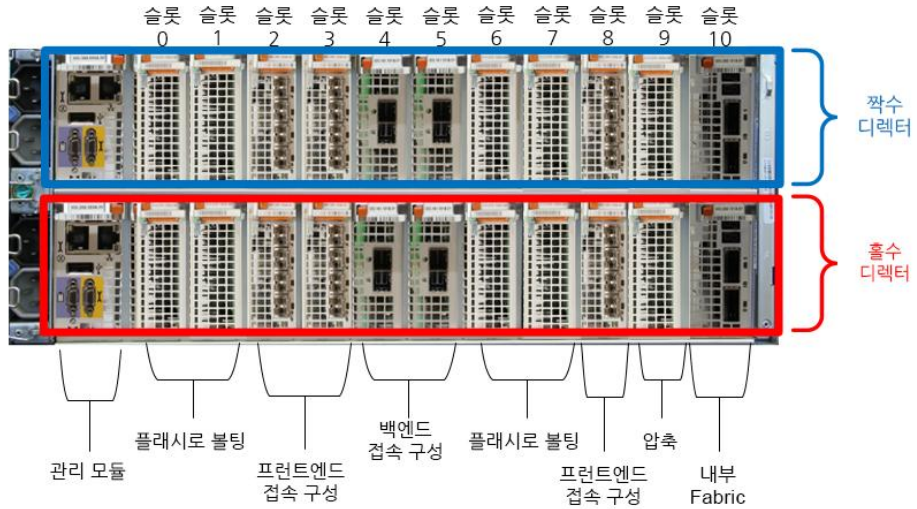 슬롯 슬롯 슬롯 슬롯 슬롯 슬롯 슬롯 슬롯 슬롯 슬롯 슬롯
0 1 2 3 4 5 6 7 8 9 10
짝수
디렉터
홀수
디렉터
관리 모듈
플래시로 볼팅
프런트엔드
접속 구성
백엔드
접속 구성
플래시로 볼팅
프런트엔드
접속 구성
압축
내부
Fabric